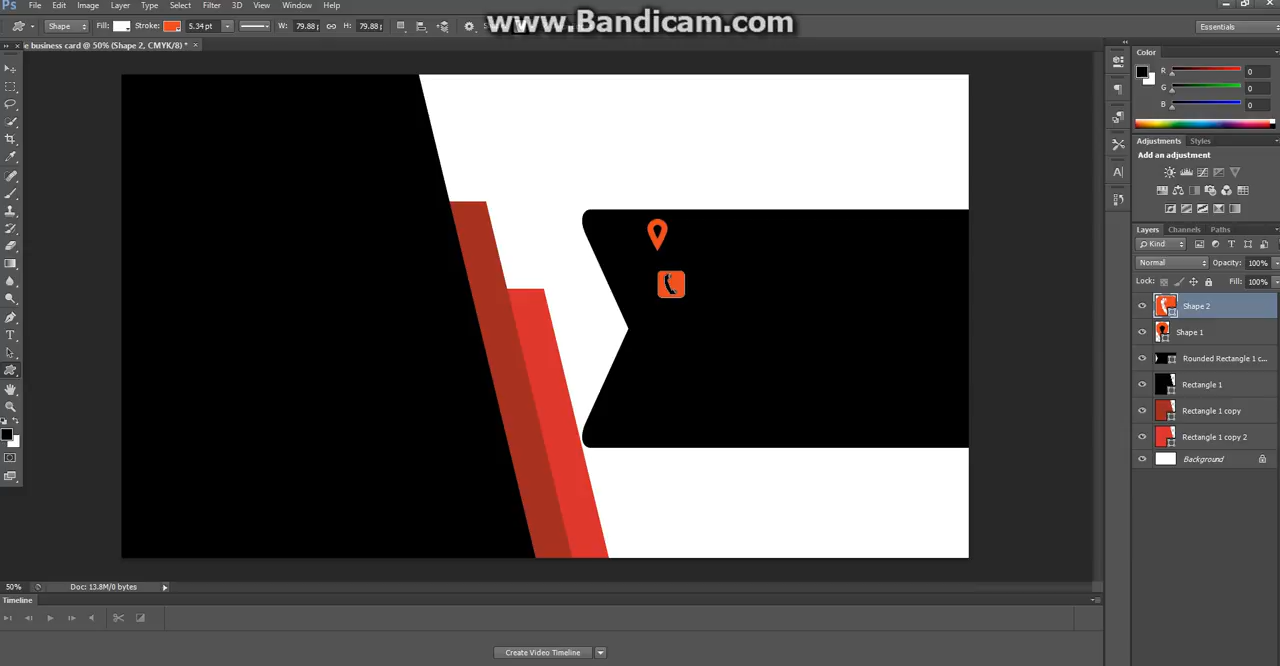 www.Bandicam.com
Ps File Edit Image Layer Type Select Filter 3D View Window Help
Shape Fill: Stroke: 5.34 pt W: 79.88 H: 79.88
Essentials
le business card @ 50% (Shape 2, CMYK/8) * ×
Color
R 0
G 0
B 0
Adjustments Styles
Add an adjustment
Layers Channels Paths
Kind
Normal Opacity: 100%
Lock: Fill: 100%
Shape 2
Shape 1
Rounded Rectangle 1 c...
Rectangle 1
Rectangle 1 copy
Rectangle 1 copy 2
Background
50% Doc: 13.8M/0 bytes
Timeline
Create Video Timeline